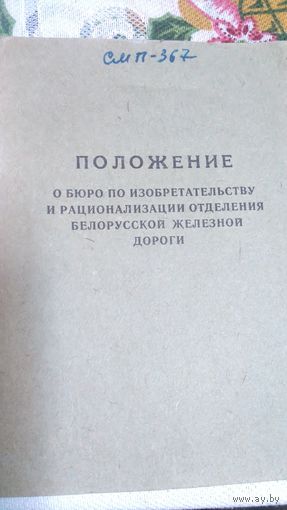 СМП-367
ПОЛОЖЕНИЕ
О БЮРО ПО ИЗОБРЕТАТЕЛЬСТВУ
И РАЦИОНАЛИЗАЦИИ ОТДЕЛЕНИЯ
БЕЛОРУССКОЙ ЖЕЛЕЗНОЙ
ДОРОГИ
www.ay.by